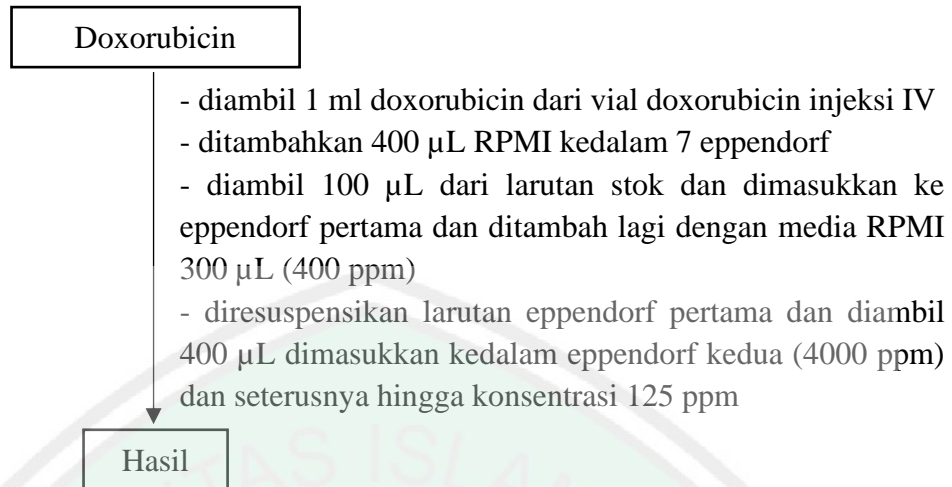 Doxorubicin
- diambil 1 ml doxorubicin dari vial doxorubicin injeksi IV
- ditambahkan 400 µL RPMI kedalam 7 eppendorf
- diambil 100 µL dari larutan stok dan dimasukkan ke
eppendorf pertama dan ditambah lagi dengan media RPMI
300 µL (400 ppm)
- diresuspensikan larutan eppendorf pertama dan diambil
400 µL dimasukkan kedalam eppendorf kedua (4000 ppm)
dan seterusnya hingga konsentrasi 125 ppm
Hasil
TAS ISLA